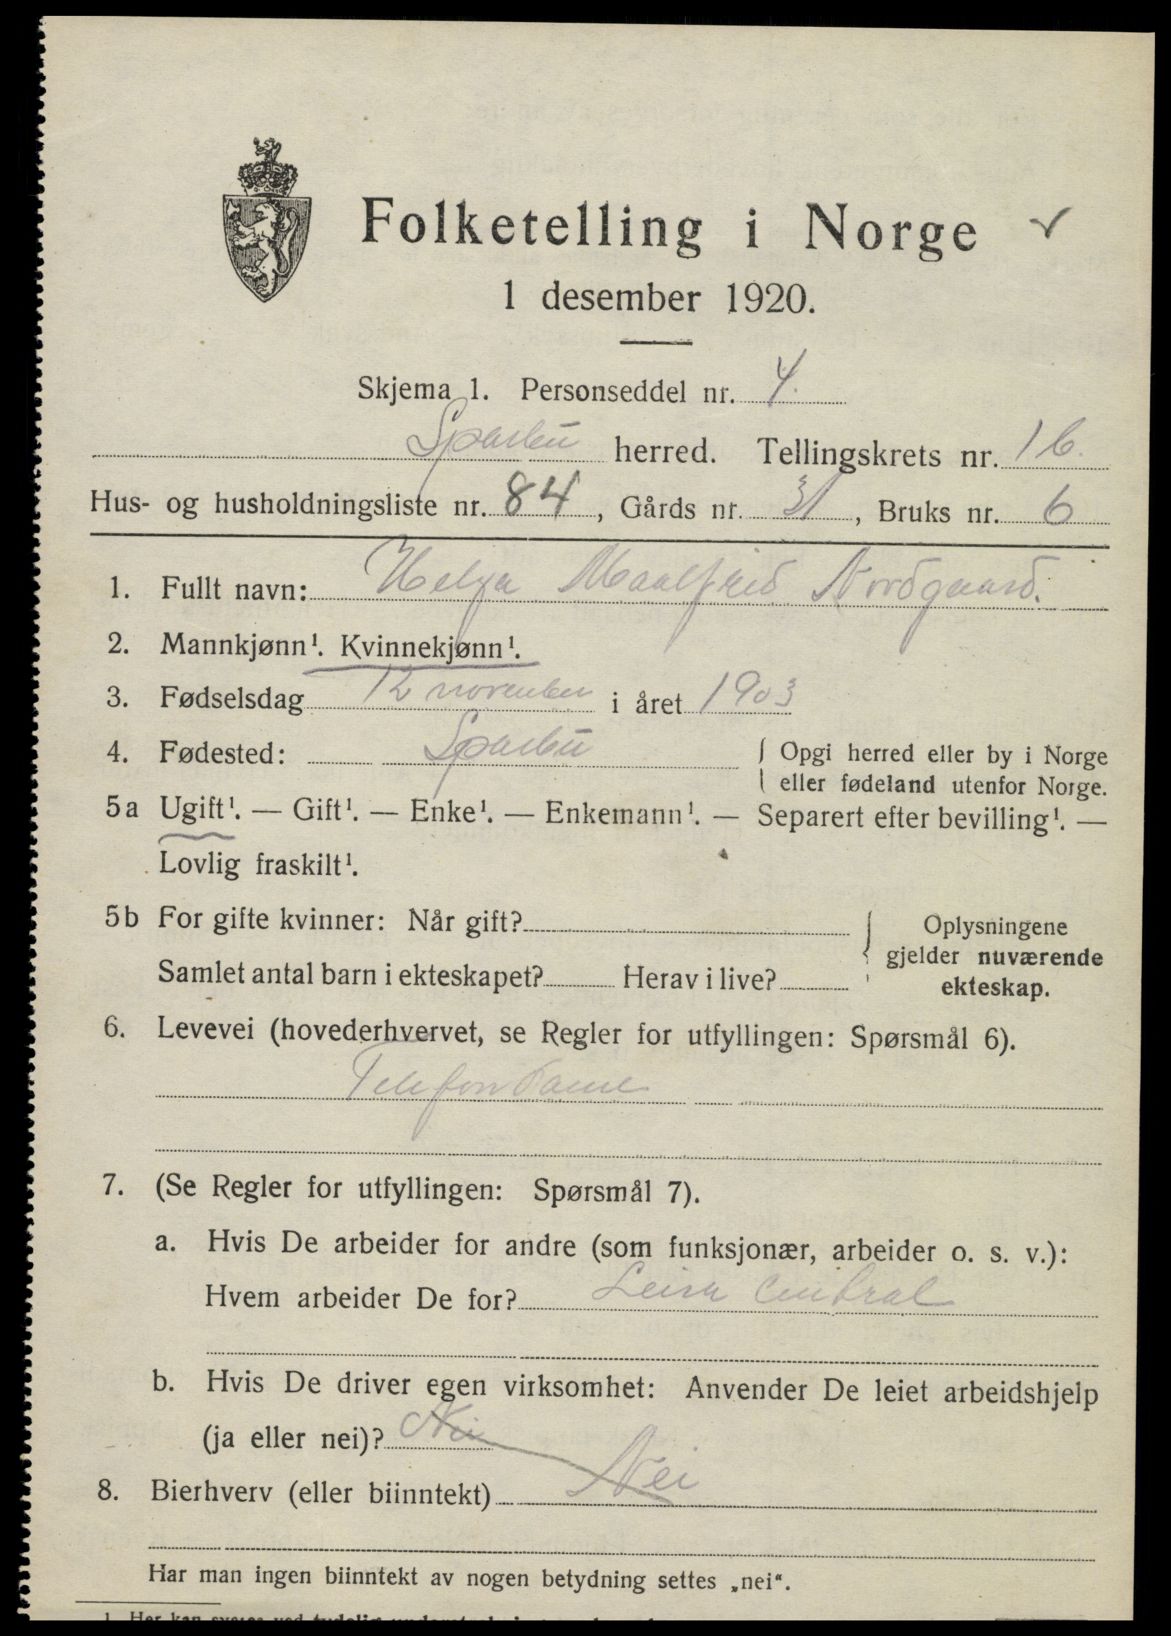 Folketelling i Norge ✓
1 desember 1920.
Skjema 1. Personseddel nr. 4.
Sparbu herred. Tellingskrets nr. 16.
Hus- og husholdningsliste nr. 84, Gårds nr. 31, Bruks nr. 6
1. Fullt navn: Helga Maalfrid Nordgaard.
2. Mannkjønn¹. Kvinnekjønn¹.
3. Fødselsdag 12 november i året 1903
4. Fødested: Sparbu { Opgi herred eller by i Norge
eller fødeland utenfor Norge.
5a Ugift¹. — Gift¹. — Enke¹. — Enkemann¹. — Separert efter bevilling¹. —
Lovlig fraskilt¹.
5b For gifte kvinner: Når gift? { Oplysningene
gjelder nuværende
Samlet antal barn i ekteskapet? Herav i live? ekteskap.
6. Levevei (hovederhvervet, se Regler for utfyllingen: Spørsmål 6).
Telefondame
7. (Se Regler for utfyllingen: Spørsmål 7).
a. Hvis De arbeider for andre (som funksjonær, arbeider o. s. v.):
Hvem arbeider De for? Leira Central
b. Hvis De driver egen virksomhet: Anvender De leiet arbeidshjelp
(ja eller nei)? Nei
8. Bierhverv (eller biinntekt) Nei
Har man ingen biinntekt av nogen betydning settes „nei".